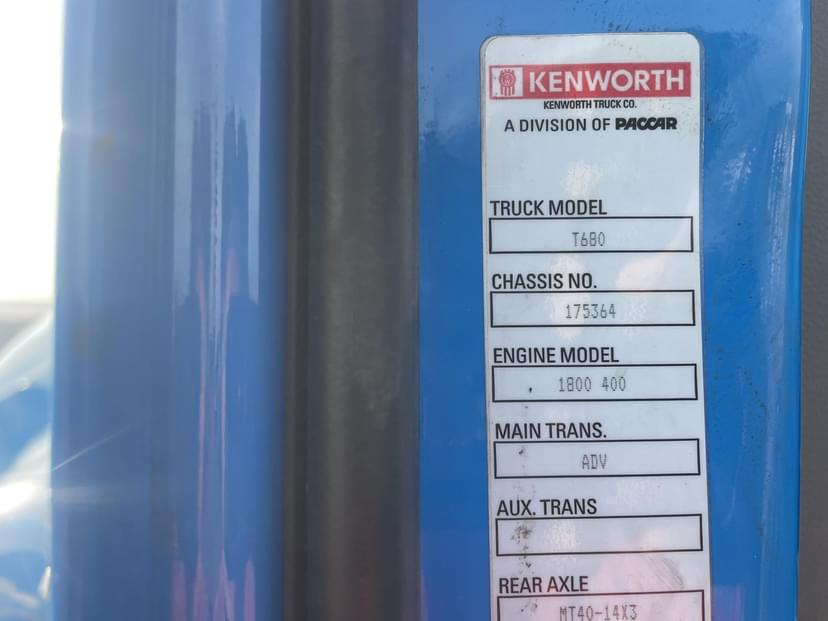 KENWORTH
KENWORTH TRUCK CO.
A DIVISION OF PACCAR
TRUCK MODEL
T680
CHASSIS NO.
175364
ENGINE MODEL
1800 400
MAIN TRANS.
ADV
AUX. TRANS
REAR AXLE
MT40-14X3